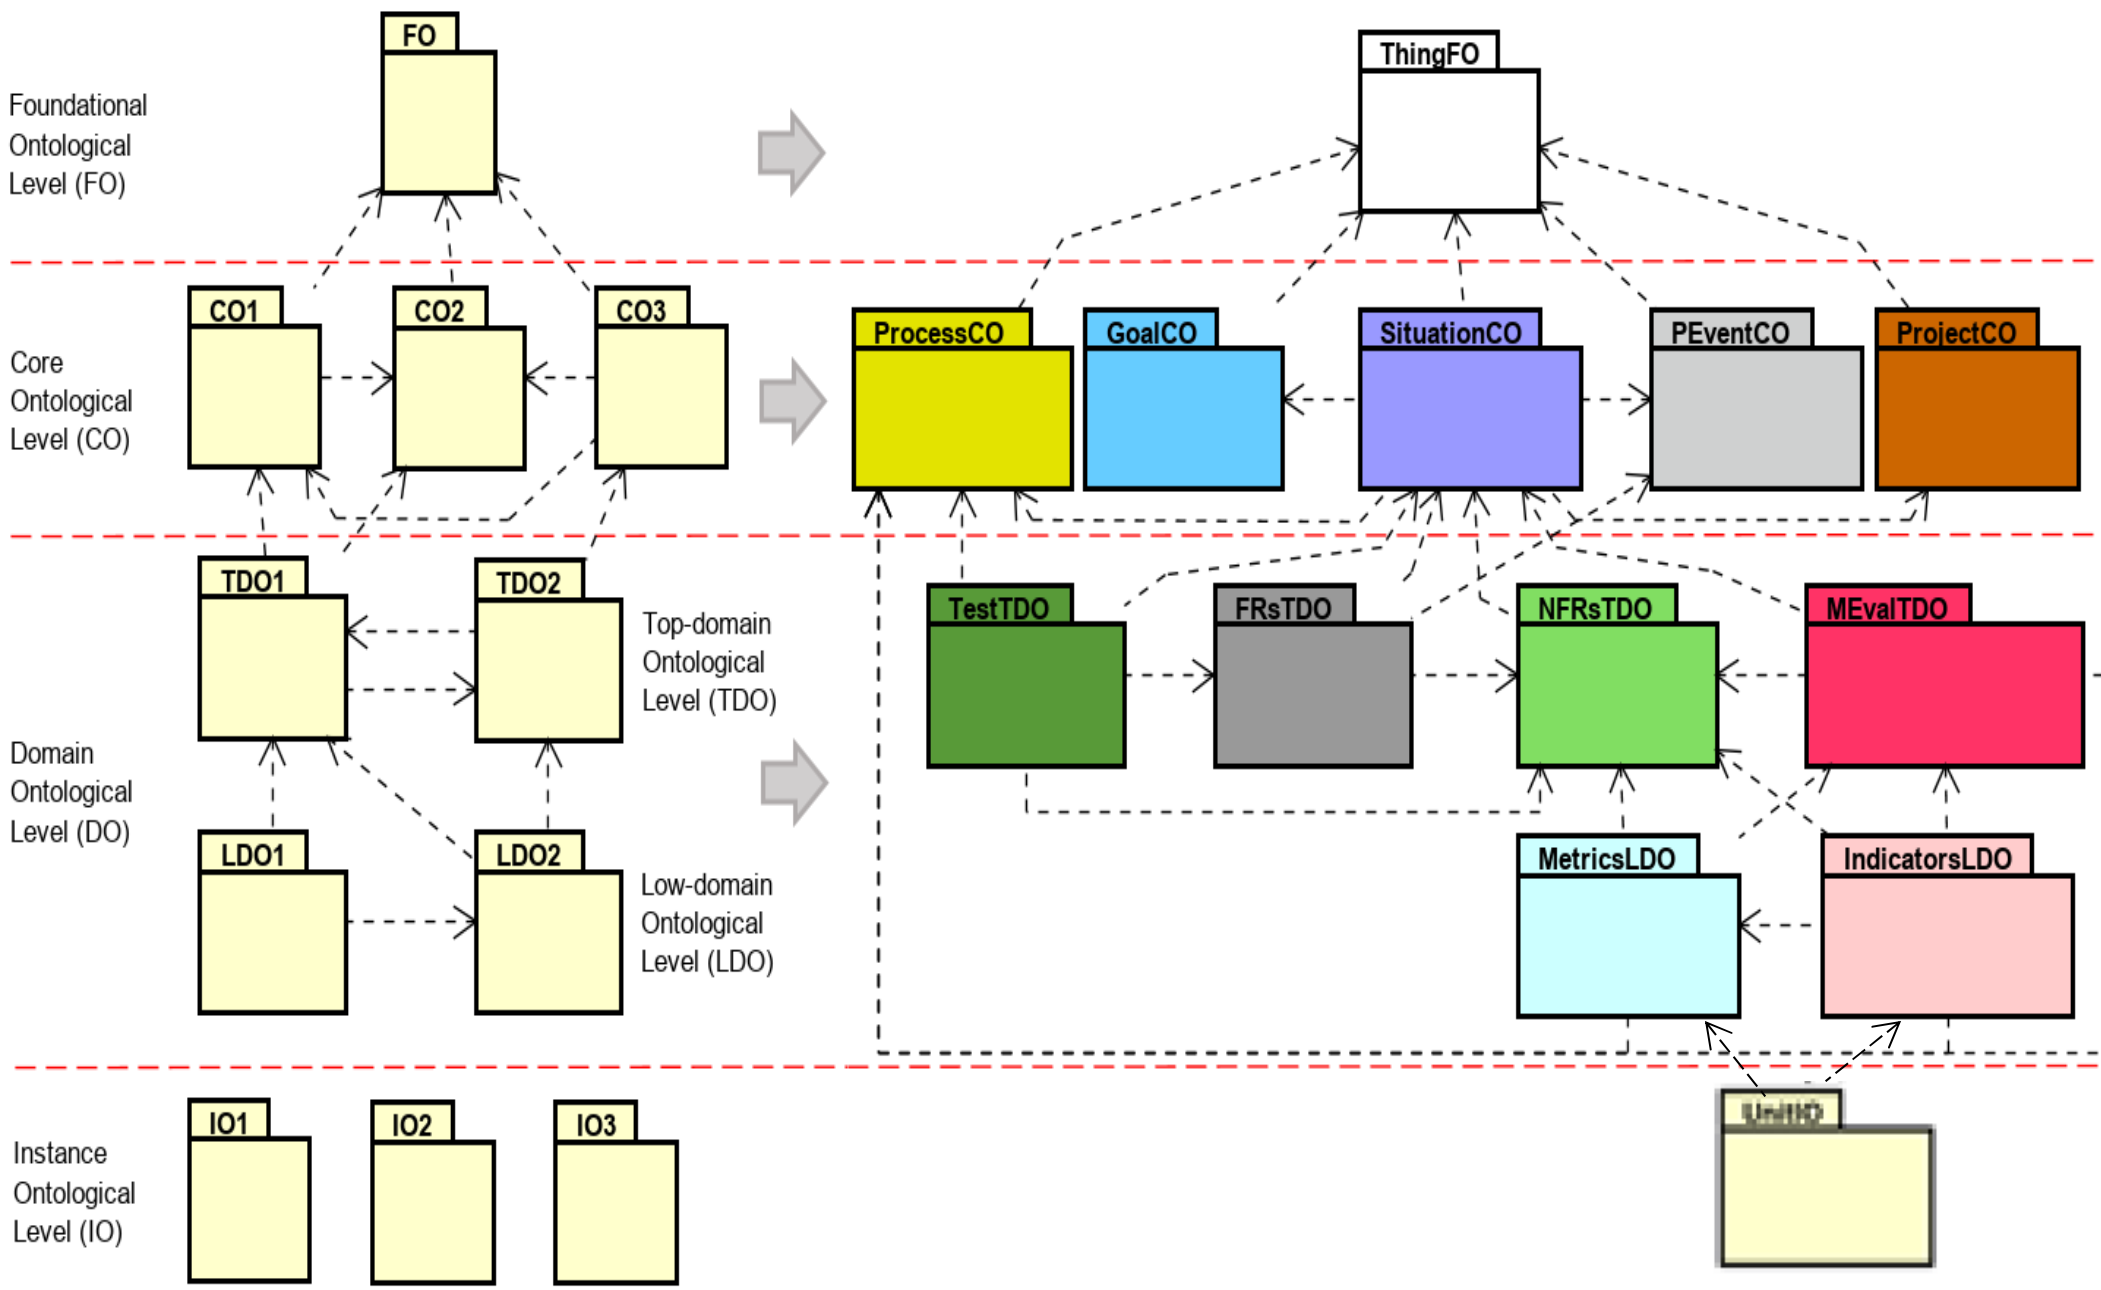 FO
ThingFO
Foundational
Ontological
Level (FO)
CO1
CO2
CO3
ProcessCO
GoalCO
SituationCO
PEventCO
ProjectCO
Core
Ontological
Level (CO)
TDO1
TDO2
Top-domain
Ontological
Level (TDO)
TestTDO
FRsTDO
NFRsTDO
MEvalTDO
Domain
Ontological
Level (DO)
LDO1
LDO2
Low-domain
Ontological
Level (LDO)
MetricsLDO
IndicatorsLDO
IO1
IO2
IO3
UnitIO
Instance
Ontological
Level (IO)